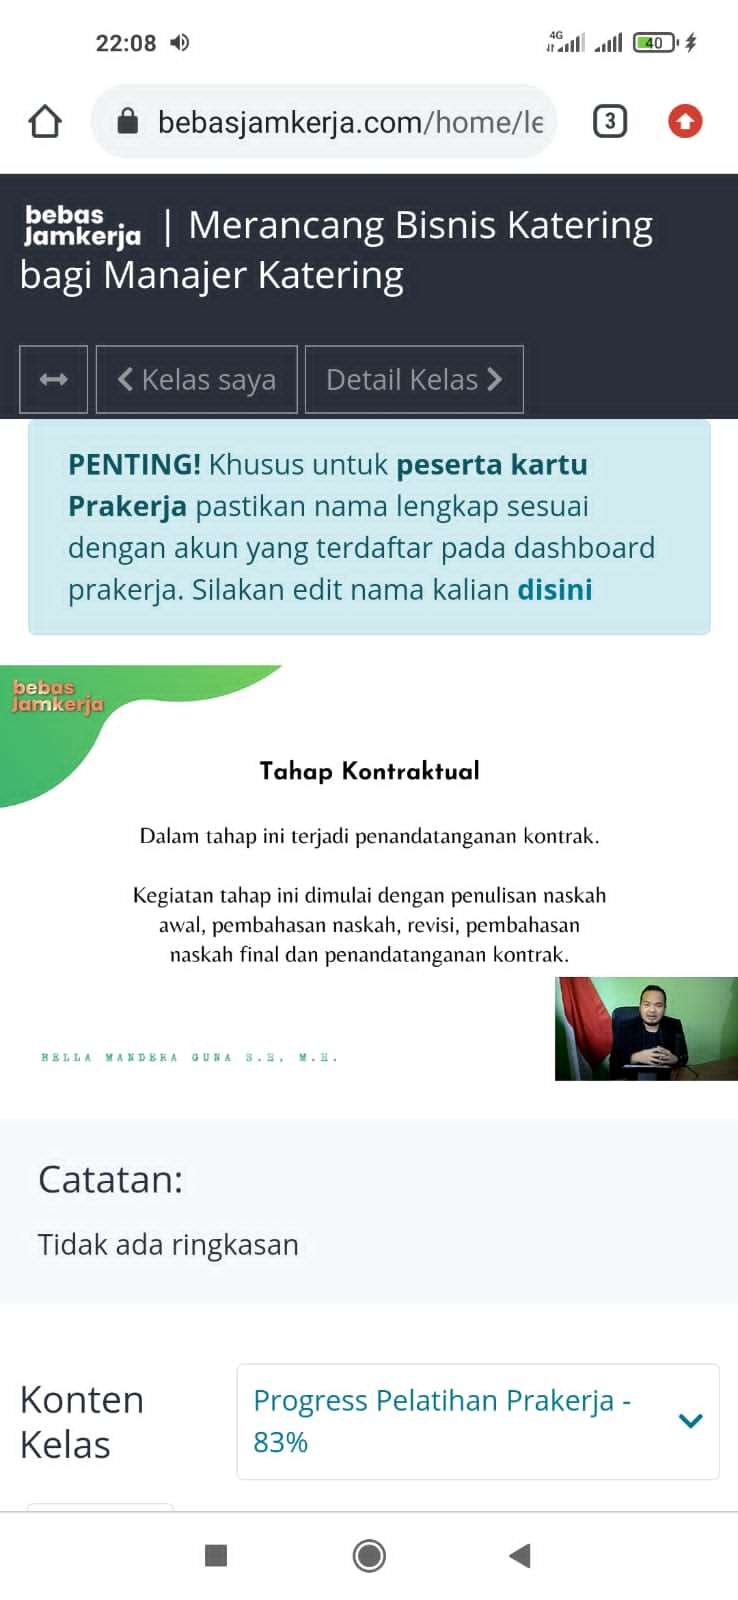 22:08
4G
40
bebasjamkerja.com/home/le
3
bebas
Jamkerja | Merancang Bisnis Katering
bagi Manajer Katering
Kelas saya
Detail Kelas
PENTING! Khusus untuk peserta kartu
Prakerja pastikan nama lengkap sesuai
dengan akun yang terdaftar pada dashboard
prakerja. Silakan edit nama kalian disini
bebas
Jamkerja
Tahap Kontraktual
Dalam tahap ini terjadi penandatanganan kontrak.
Kegiatan tahap ini dimulai dengan penulisan naskah
awal, pembahasan naskah, revisi, pembahasan
naskah final dan penandatanganan kontrak.
BELLA MANDERA GUNA
Catatan:
Tidak ada ringkasan
Konten
Kelas
Progress Pelatihan Prakerja -
83%